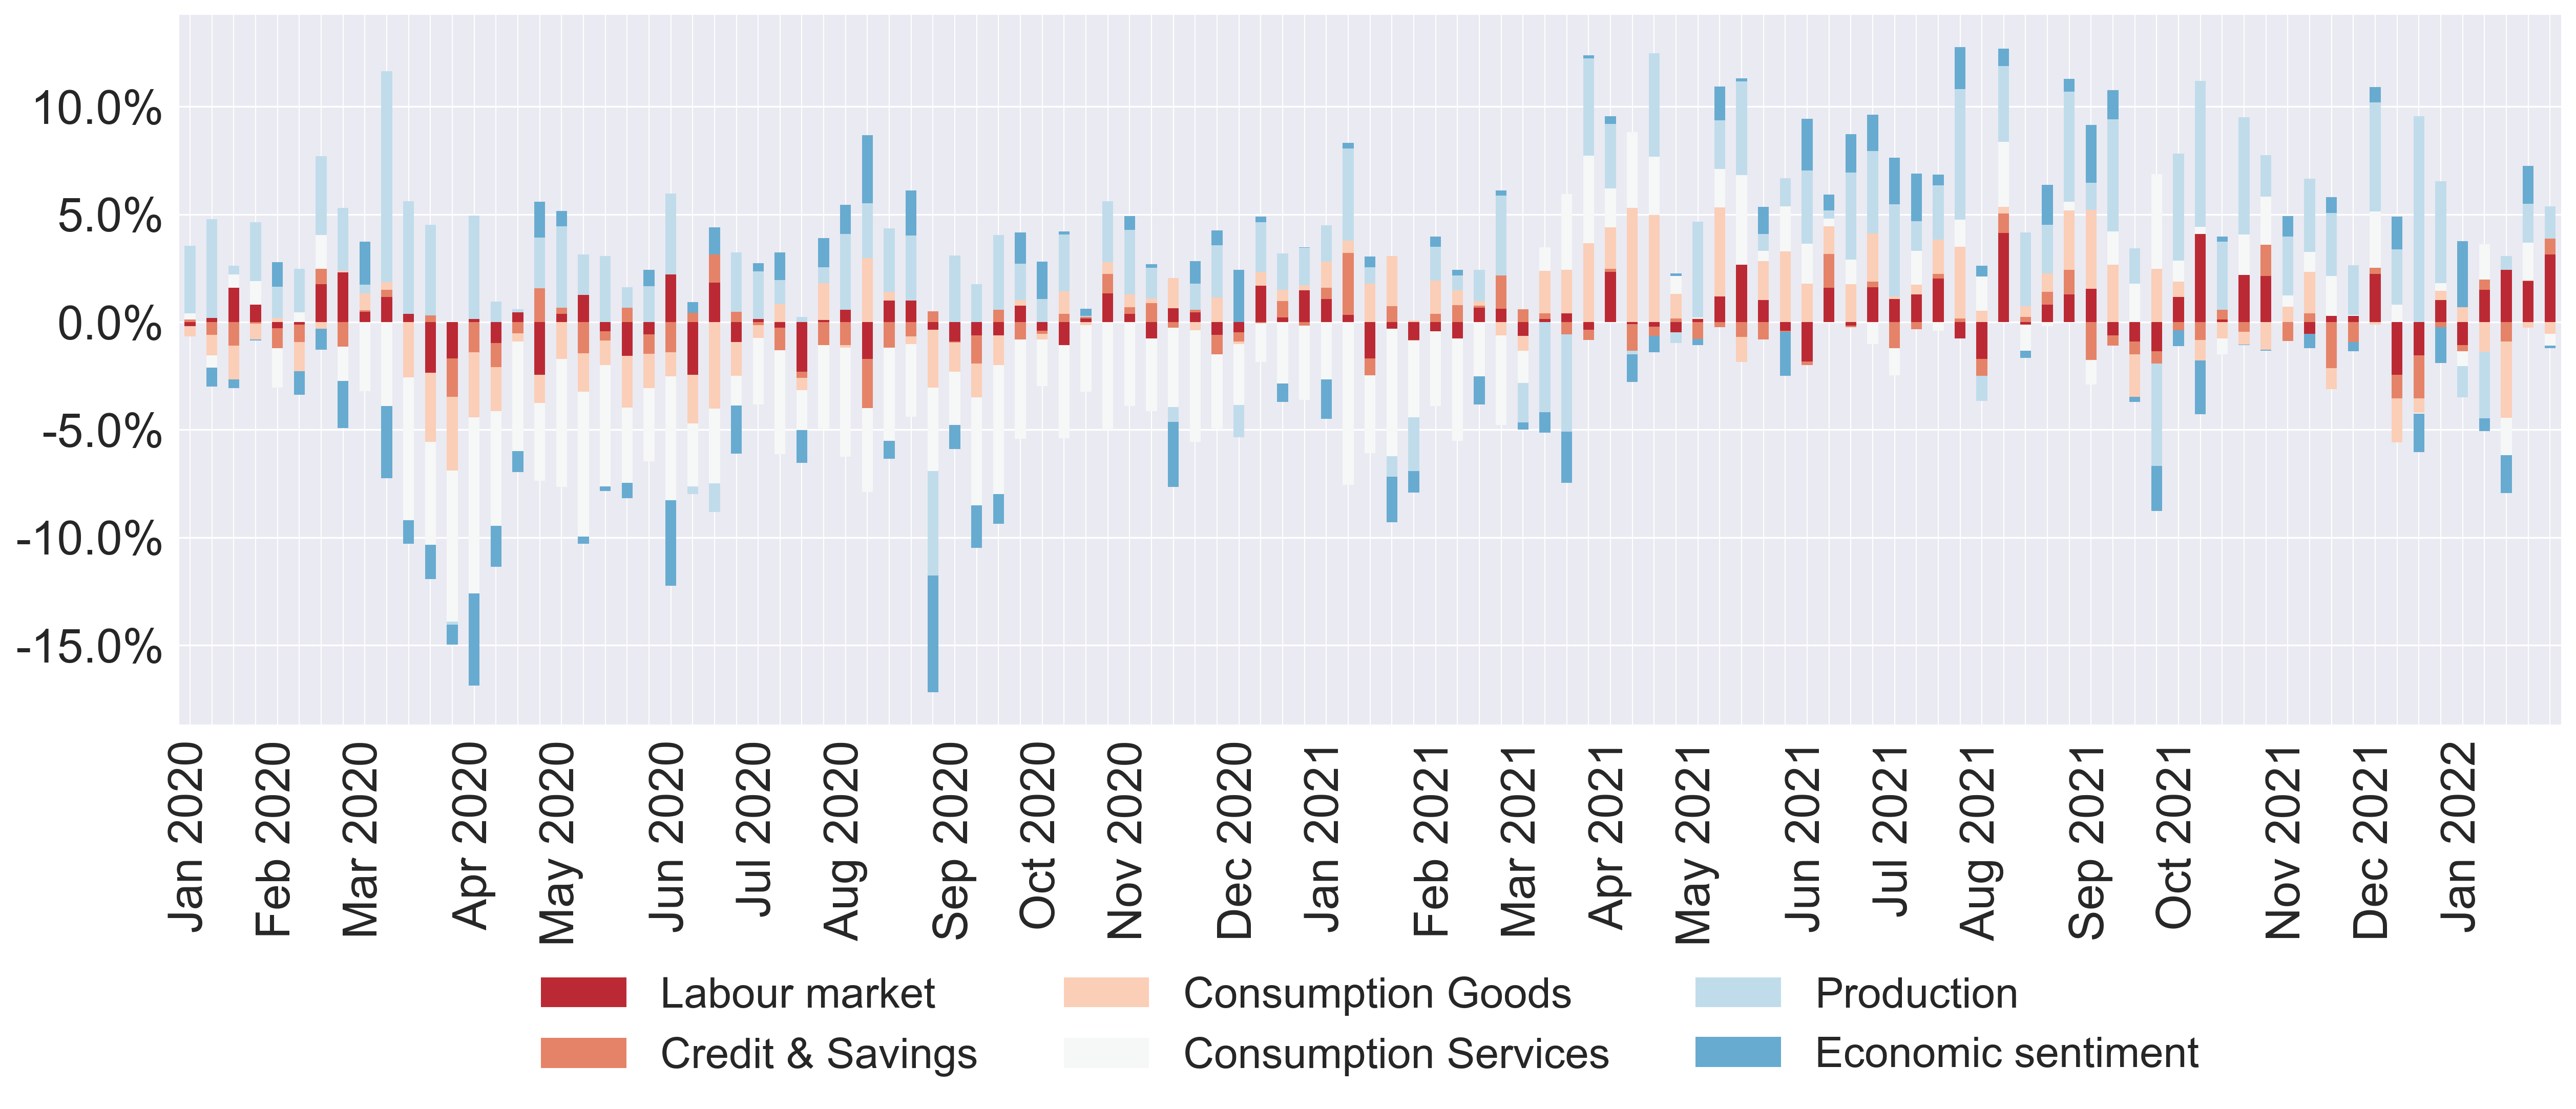 10.0%
5.0%
0.0%
-5.0%
-10.0%
-15.0%
Jan 2020
Feb 2020
Mar 2020
Apr 2020
May 2020
Jun 2020
Jul 2020
Aug 2020
Sep 2020
Oct 2020
Nov 2020
Dec 2020
Jan 2021
Feb 2021
Mar 2021
Apr 2021
May 2021
Jun 2021
Jul 2021
Aug 2021
Sep 2021
Oct 2021
Nov 2021
Dec 2021
Jan 2022
Labour market
Credit & Savings
Consumption Goods
Consumption Services
Production
Economic sentiment